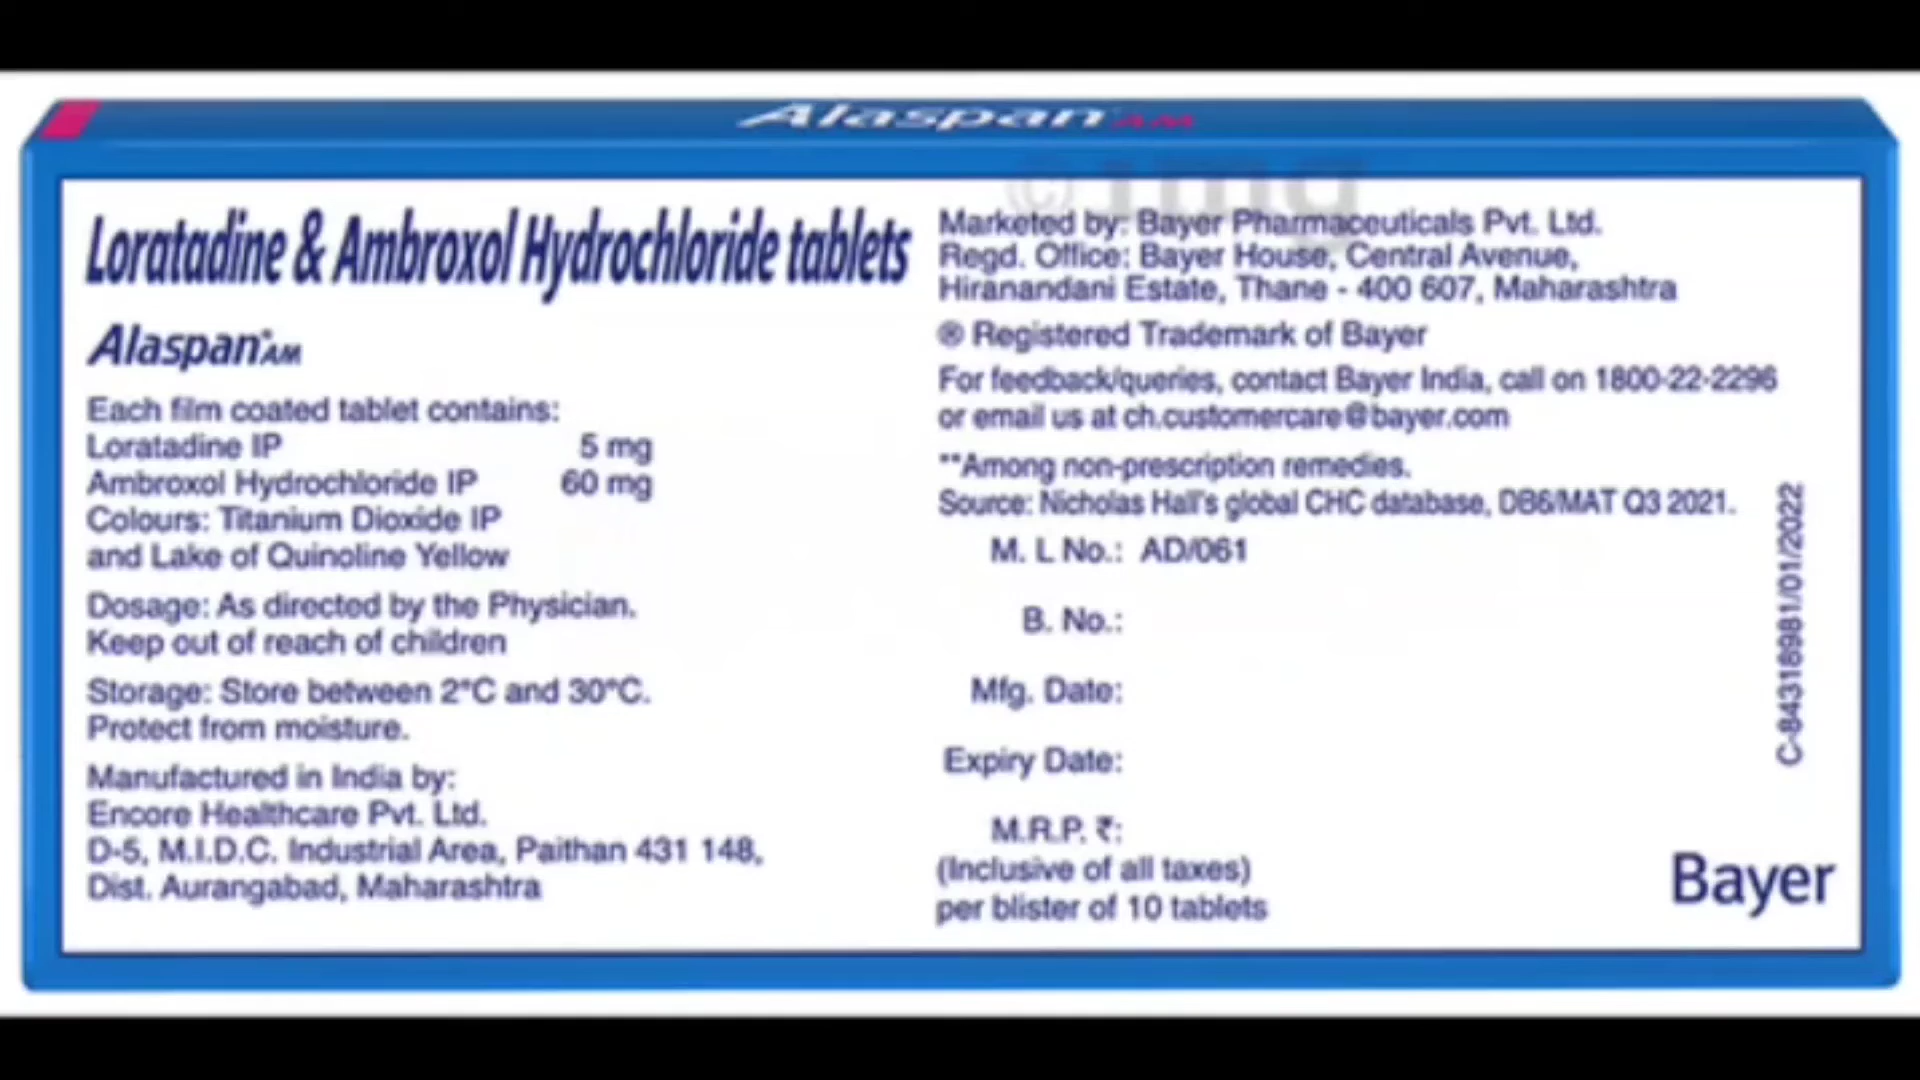 Alaspan AM
©1mg
Loratadine & Ambroxol Hydrochloride tablets
Alaspan®AM
Each film coated tablet contains:
Loratadine IP 5 mg
Ambroxol Hydrochloride IP 60 mg
Colours: Titanium Dioxide IP
and Lake of Quinoline Yellow
Dosage: As directed by the Physician.
Keep out of reach of children
Storage: Store between 2°C and 30°C.
Protect from moisture.
Manufactured in India by:
Encore Healthcare Pvt. Ltd.
D-5, M.I.D.C. Industrial Area, Paithan 431 148,
Dist. Aurangabad, Maharashtra
Marketed by: Bayer Pharmaceuticals Pvt. Ltd.
Regd. Office: Bayer House, Central Avenue,
Hiranandani Estate, Thane - 400 607, Maharashtra
® Registered Trademark of Bayer
For feedback/queries, contact Bayer India, call on 1800-22-2296
or email us at ch.customercare@bayer.com
**Among non-prescription remedies.
Source: Nicholas Hall's global CHC database, DB6/MAT Q3 2021.
M. L No.: AD/061
B. No.:
Mfg. Date:
Expiry Date:
M.R.P. ₹:
(Inclusive of all taxes)
per blister of 10 tablets
C-84318981/01/2022
Bayer